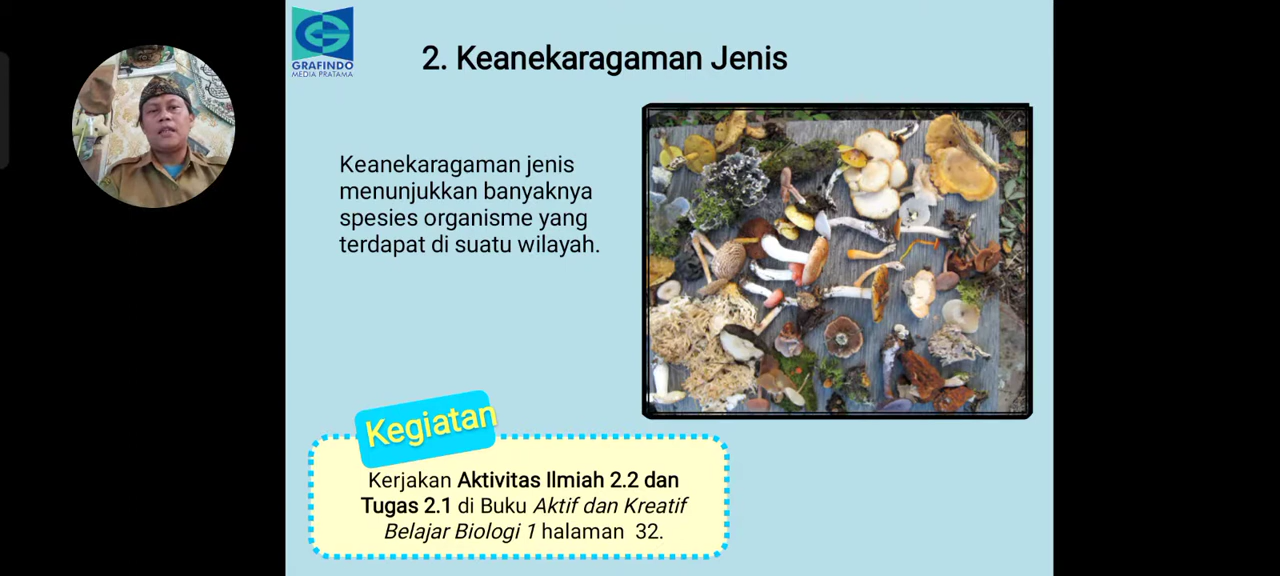 GRAFINDO
MEDIA PRATAMA
2. Keanekaragaman Jenis
Keanekaragaman jenis
menunjukkan banyaknya
spesies organisme yang
terdapat di suatu wilayah.
Kegiatan
Kerjakan Aktivitas Ilmiah 2.2 dan
Tugas 2.1 di Buku Aktif dan Kreatif
Belajar Biologi 1 halaman 32.